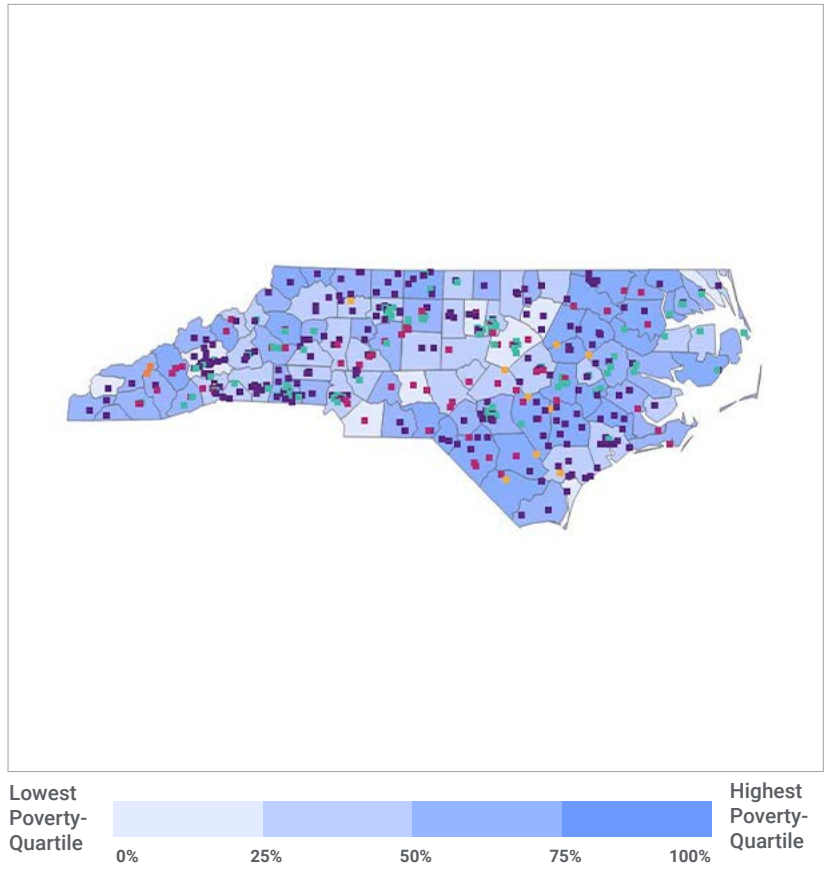 Lowest
Poverty-
Quartile
Highest
Poverty-
Quartile
0%
25%
50%
75%
100%